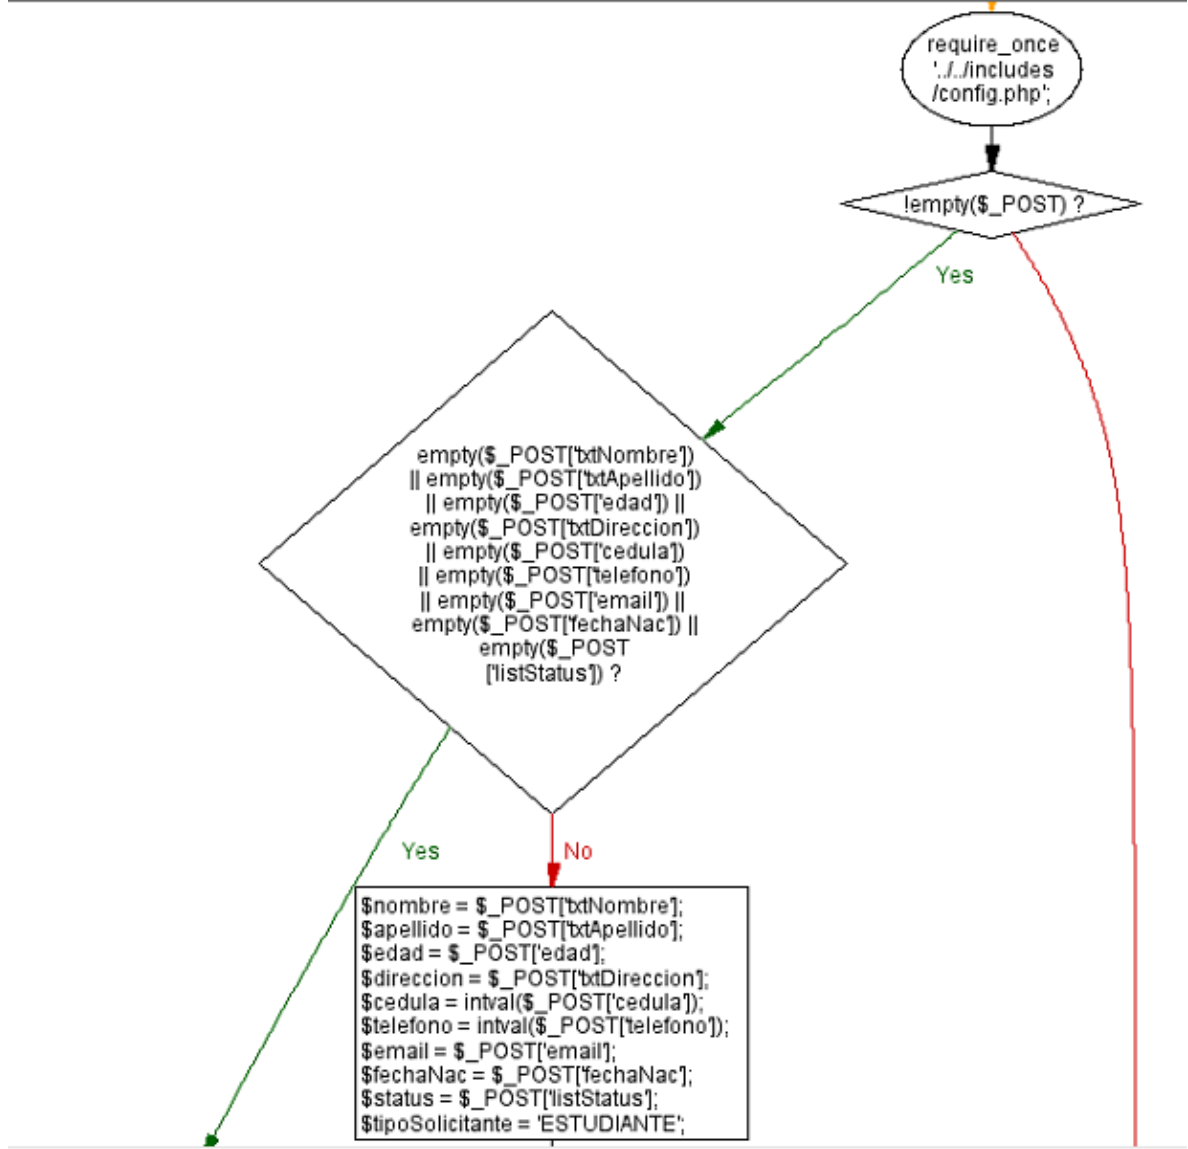 require_once
'../../includes
/config.php';
!empty($_POST) ?
Yes
empty($_POST['txtNombre'])
|| empty($_POST['txtApellido'])
|| empty($_POST['edad']) ||
empty($_POST['txtDireccion'])
|| empty($_POST['cedula'])
|| empty($_POST['telefono'])
|| empty($_POST['email']) ||
empty($_POST['fechaNac']) ||
empty($_POST
['listStatus']) ?
Yes
No
$nombre = $_POST['txtNombre'];
$apellido = $_POST['txtApellido'];
$edad = $_POST['edad'];
$direccion = $_POST['txtDireccion'];
$cedula = intval($_POST['cedula']);
$telefono = intval($_POST['telefono']);
$email = $_POST['email'];
$fechaNac = $_POST['fechaNac'];
$status = $_POST['listStatus'];
$tipoSolicitante = 'ESTUDIANTE';